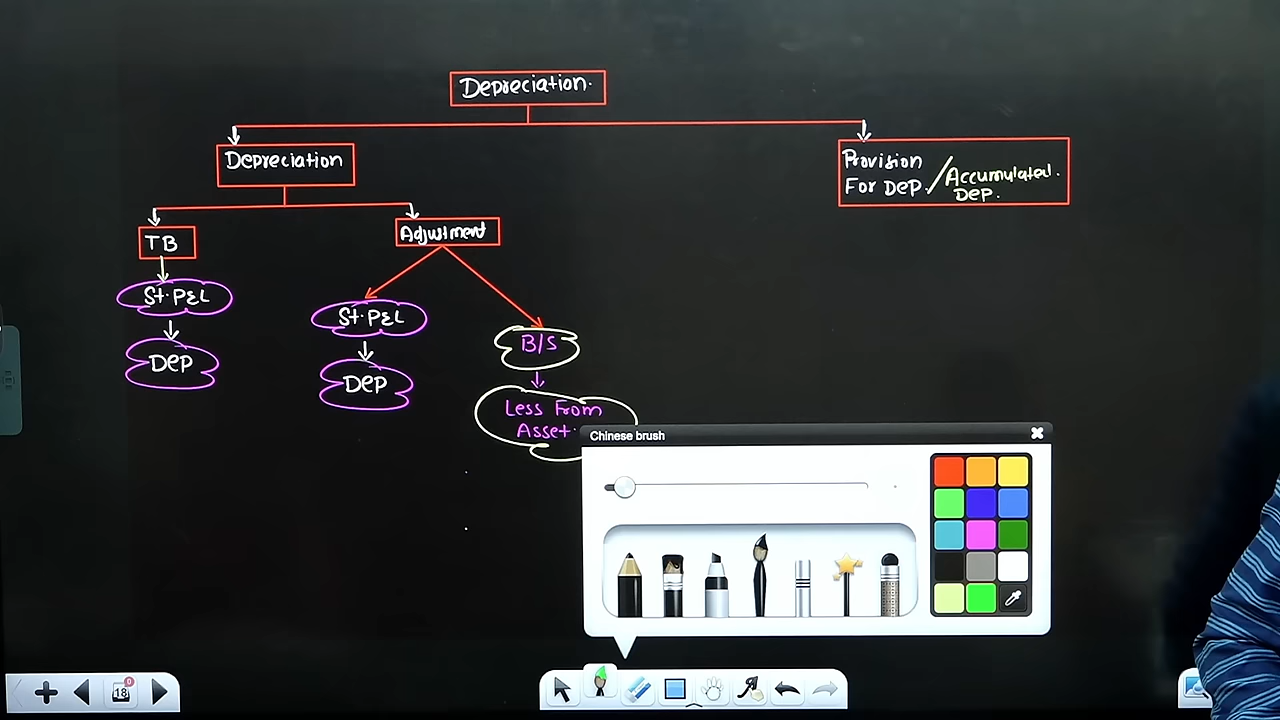 Depreciation.
Depreciation
Provision
For Dep. / Accumulated.
Dep.
TB
Adjustment
St. P&L
St. P&L
Dep
Dep
B/S
Less From
Asset.
Chinese brush
18
0